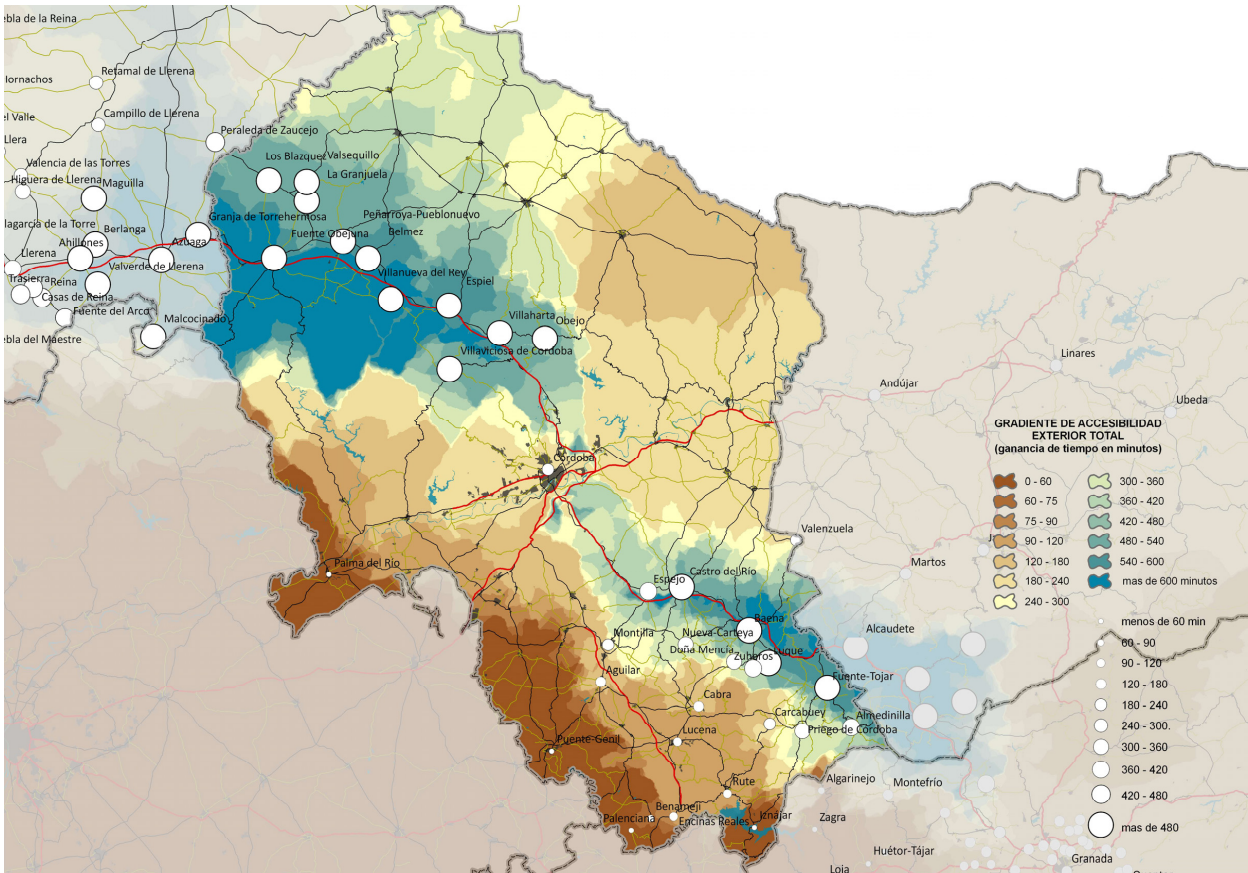 ebla de la Reina
Retamal de Llerena
Iornachos
Campillo de Llerena
el Valle
Peraleda de Zaucejo
Llera
Los Blazquez
Valsequillo
Valencia de las Torres
La Granjuela
Higuera de Llerena
Maguilla
Granja de Torrehermosa
Peñarroya-Pueblonuevo
lagarcía de la Torre
Berlanga
Fuente Obejuna
Belmez
Ahillones
Azuaga
Llerena
Valverde de Llerena
Villanueva del Rey
Trasierra
Reina
Espiel
Casas de Reina
Fuente del Arco
Malcocinado
Villaharta
Obejo
ebla del Maestre
Villaviciosa de Cordoba
Linares
Andújar
Ubeda
GRADIENTE DE ACCESIBILIDAD
EXTERIOR TOTAL
(ganancia de tiempo en minutos)
0 - 60
60 - 75
75 - 90
90 - 120
120 - 180
180 - 240
240 - 300
300 - 360
360 - 420
420 - 480
480 - 540
540 - 600
mas de 600 minutos
menos de 60 min
60 - 90
90 - 120
120 - 180
180 - 240
240 - 300.
300 - 360
360 - 420
420 - 480
mas de 480
Córdoba
Valenzuela
Martos
Palma del Río
Espejo
Castro del Río
Baena
Alcaudete
Montilla
Nueva-Carteya
Doña Mencía
Zuheros
Luque
Aguilar
Fuente-Tojar
Cabra
Carcabuey
Almedinilla
Priego de Córdoba
Puente-Genil
Lucena
Rute
Algarinejo
Montefrío
Benameji
Palenciana
Encinas Reales
Iznájar
Zagra
Huétor-Tájar
Granada
Loja